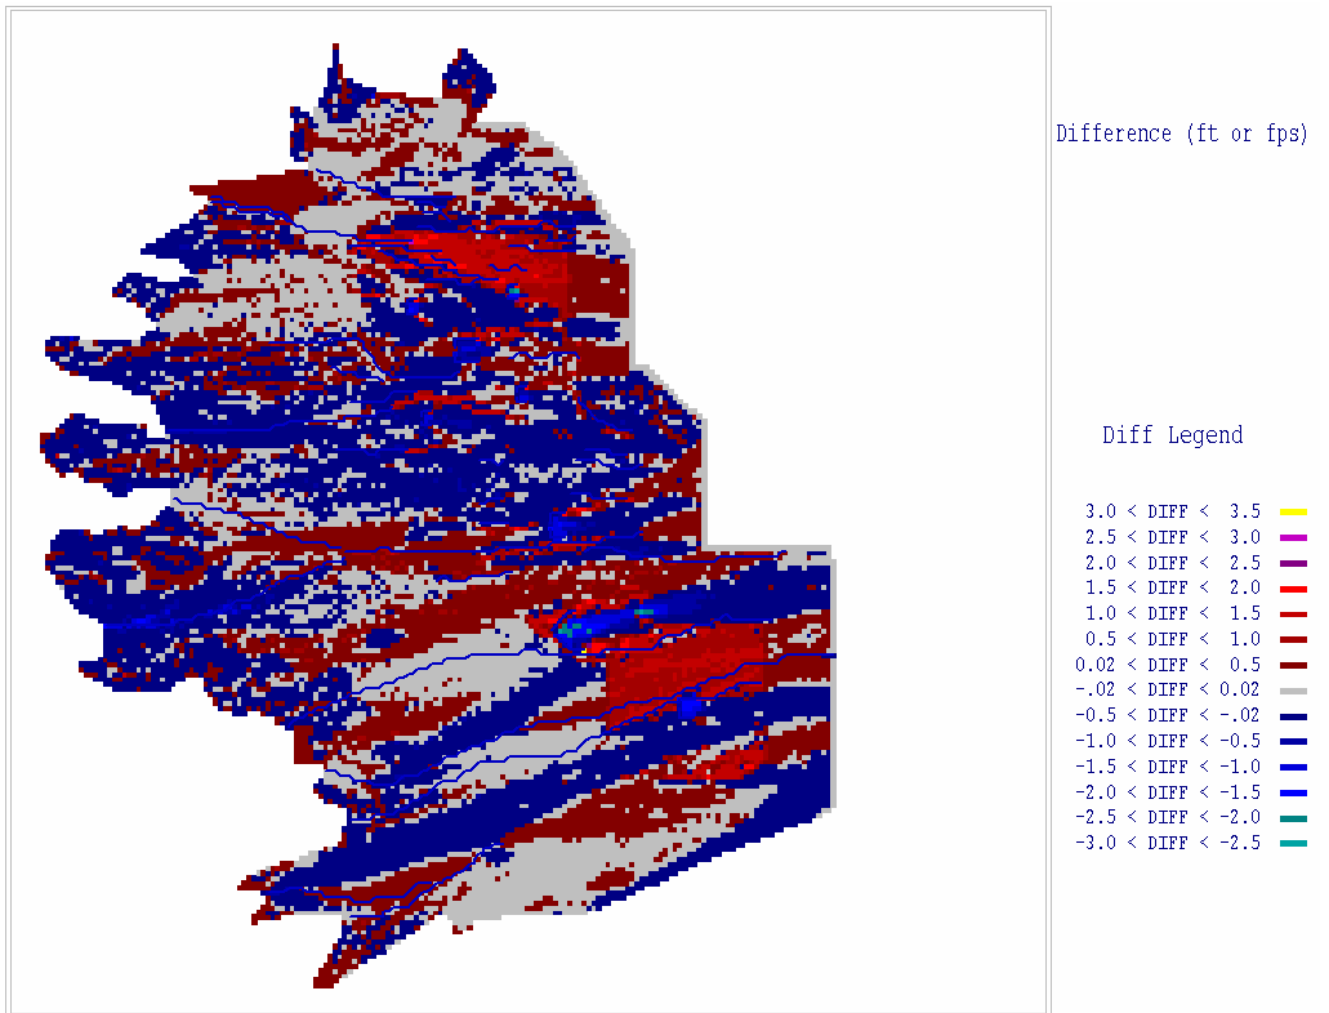 Difference (ft or fps)
Diff Legend
3.0 < DIFF < 3.5
2.5 < DIFF < 3.0
2.0 < DIFF < 2.5
1.5 < DIFF < 2.0
1.0 < DIFF < 1.5
0.5 < DIFF < 1.0
0.02 < DIFF < 0.5
-.02 < DIFF < 0.02
-0.5 < DIFF < -.02
-1.0 < DIFF < -0.5
-1.5 < DIFF < -1.0
-2.0 < DIFF < -1.5
-2.5 < DIFF < -2.0
-3.0 < DIFF < -2.5